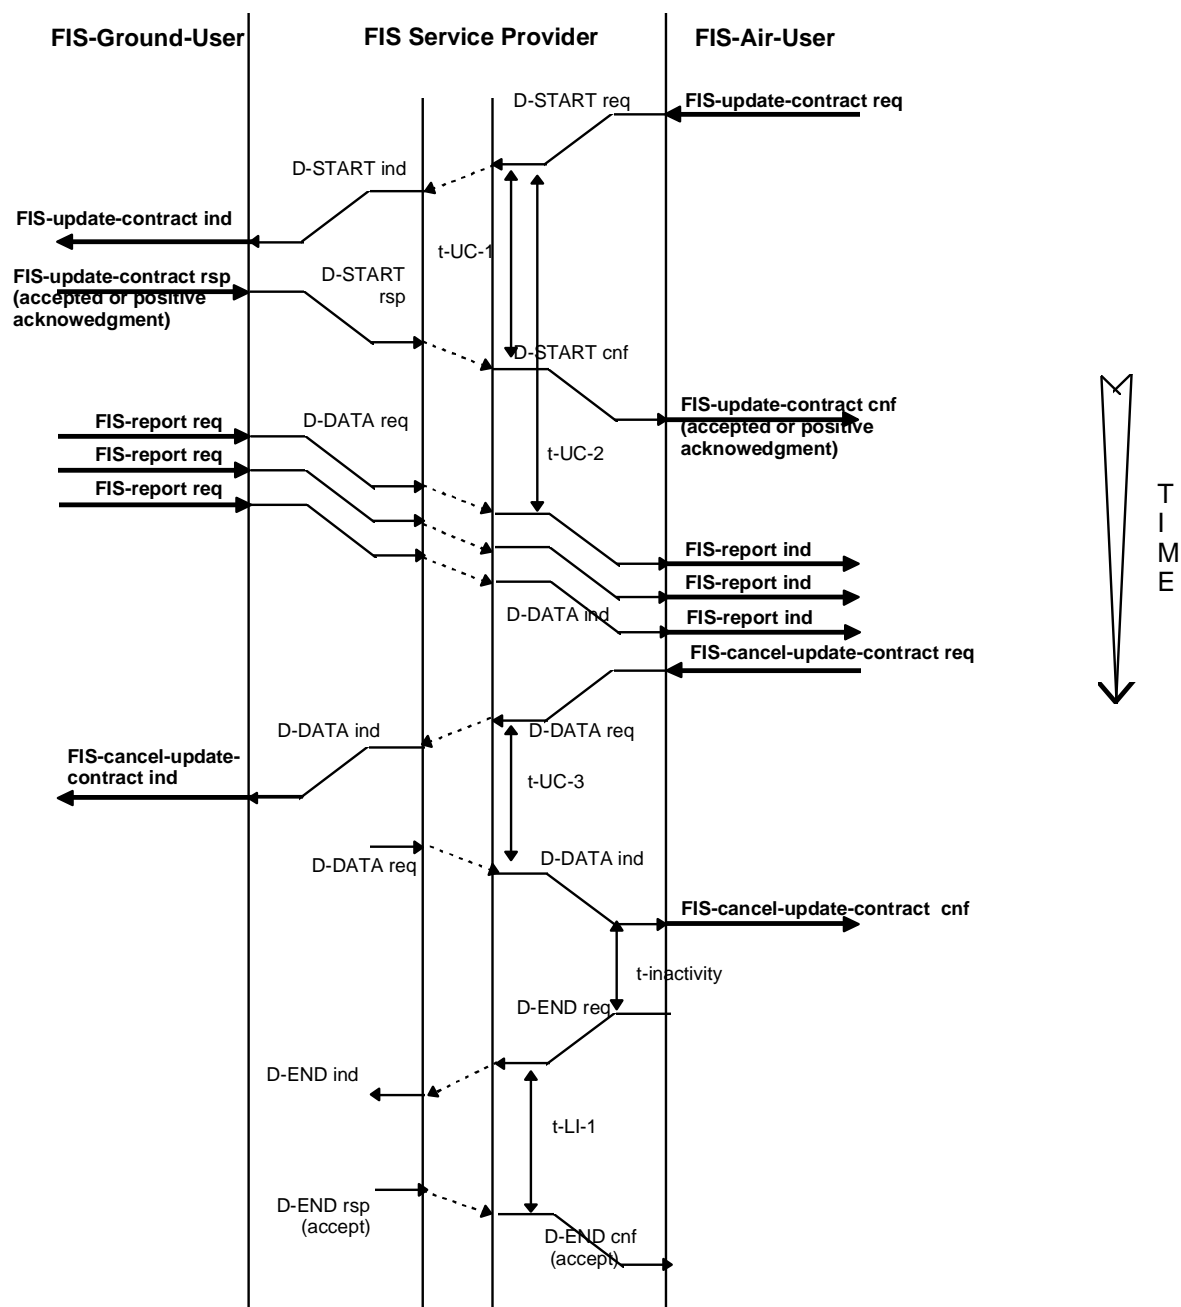 FIS-Ground-User
FIS Service Provider
FIS-Air-User
D-START req
FIS-update-contract req
D-START ind
FIS-update-contract ind
t-UC-1
FIS-update-contract rsp
(accepted or positive
acknowedgment)
D-START
rsp
D-START cnf
FIS-update-contract cnf
(accepted or positive
acknowedgment)
FIS-report req
D-DATA req
FIS-report req
FIS-report req
t-UC-2
T
I
M
E
FIS-report ind
FIS-report ind
FIS-report ind
D-DATA ind
FIS-cancel-update-contract req
D-DATA ind
D-DATA req
FIS-cancel-update-
contract ind
t-UC-3
D-DATA req
D-DATA ind
FIS-cancel-update-contract cnf
t-inactivity
D-END req
D-END ind
t-LI-1
D-END rsp
(accept)
D-END cnf
(accept)